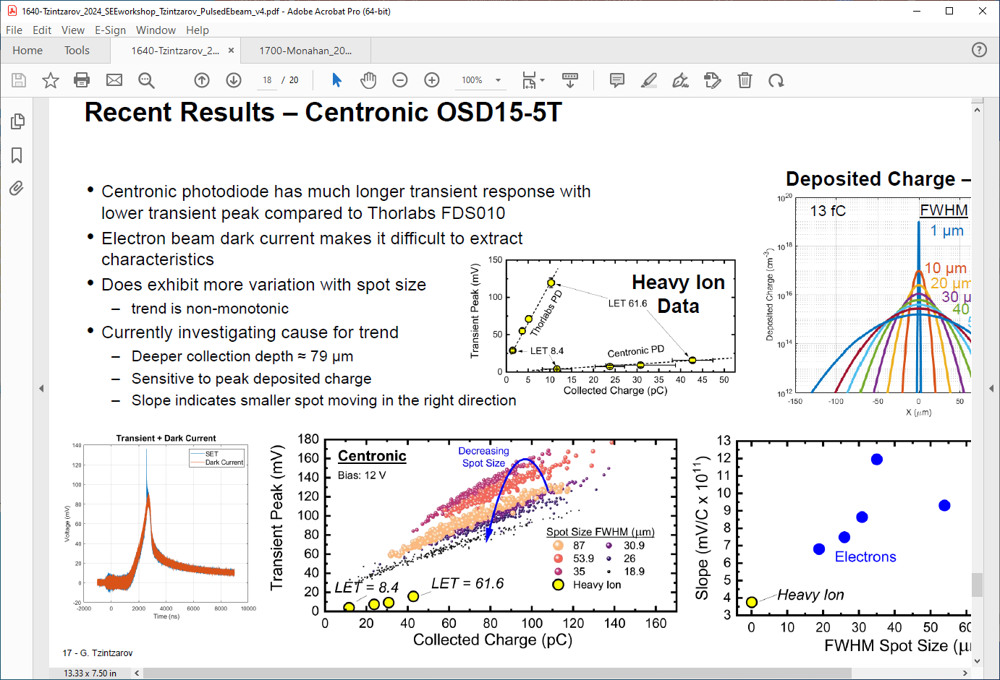 1640-Tzintzarov_2024_SEEworkshop_Tzintzarov_PulsedEbeam_v4.pdf - Adobe Acrobat Pro (64-bit)
File Edit View E-Sign Window Help
Home Tools 1640-Tzintzarov_2... × 1700-Monahan_20...
18 / 20 100%
Recent Results – Centronic OSD15-5T
• Centronic photodiode has much longer transient response with
lower transient peak compared to Thorlabs FDS010
• Electron beam dark current makes it difficult to extract
characteristics
• Does exhibit more variation with spot size
– trend is non-monotonic
• Currently investigating cause for trend
– Deeper collection depth ≈ 79 µm
– Sensitive to peak deposited charge
– Slope indicates smaller spot moving in the right direction
Transient Peak (mV)
150
100
50
0
Heavy Ion
Data
Thorlabs PD
LET 61.6
LET 8.4
Centronic PD
0 5 10 15 20 25 30 35 40 45 50
Collected Charge (pC)
Deposited Charge –
Deposited Charge (cm-3)
10^20
10^18
10^16
10^14
10^12
13 fC
FWHM
1 µm
10 µm
20 µm
30 µ
40
-150 -100 -50 0 50
X (µm)
Transient + Dark Current
Voltage (mV)
140
120
100
80
60
40
20
0
-20
SET
Dark Current
-2000 0 2000 4000 6000 8000 10000
Time (ns)
Transient Peak (mV)
180
160
140
120
100
80
60
40
20
0
Centronic
Bias: 12 V
Decreasing
Spot Size
Spot Size FWHM (µm)
87 30.9
53.9 26
35 18.9
Heavy Ion
LET = 8.4
LET = 61.6
0 20 40 60 80 100 120 140 160
Collected Charge (pC)
Slope (mV/C x 10^11)
13
12
11
10
9
8
7
6
5
4
3
Electrons
Heavy Ion
0 10 20 30 40 50 60
FWHM Spot Size (µ
17 - G. Tzintzarov
13.33 x 7.50 in